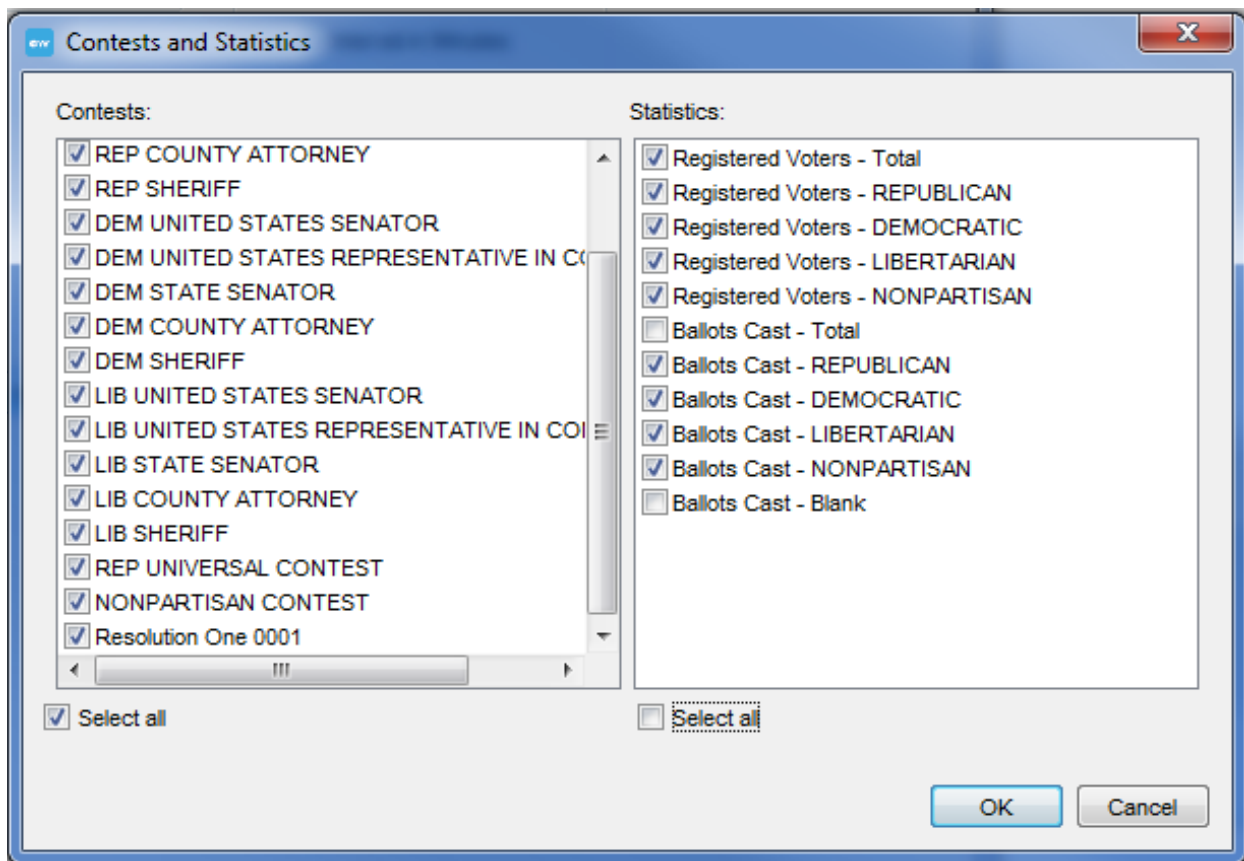 Contests and Statistics
Contests:
REP COUNTY ATTORNEY
REP SHERIFF
DEM UNITED STATES SENATOR
DEM UNITED STATES REPRESENTATIVE IN
DEM STATE SENATOR
DEM COUNTY ATTORNEY
DEM SHERIFF
LIB UNITED STATES SENATOR
LIB UNITED STATES REPRESENTATIVE IN
LIB STATE SENATOR
LIB COUNTY ATTORNEY
LIB SHERIFF
REP UNIVERSAL CONTEST
NONPARTISAN CONTEST
Resolution One 0001
Select all
Statistics:
Registered Voters - Total
Registered Voters - REPUBLICAN
Registered Voters - DEMOCRATIC
Registered Voters - LIBERTARIAN
Registered Voters - NONPARTISAN
Ballots Cast - Total
Ballots Cast - REPUBLICAN
Ballots Cast - DEMOCRATIC
Ballots Cast - LIBERTARIAN
Ballots Cast - NONPARTISAN
Ballots Cast - Blank
Select all
OK
Cancel